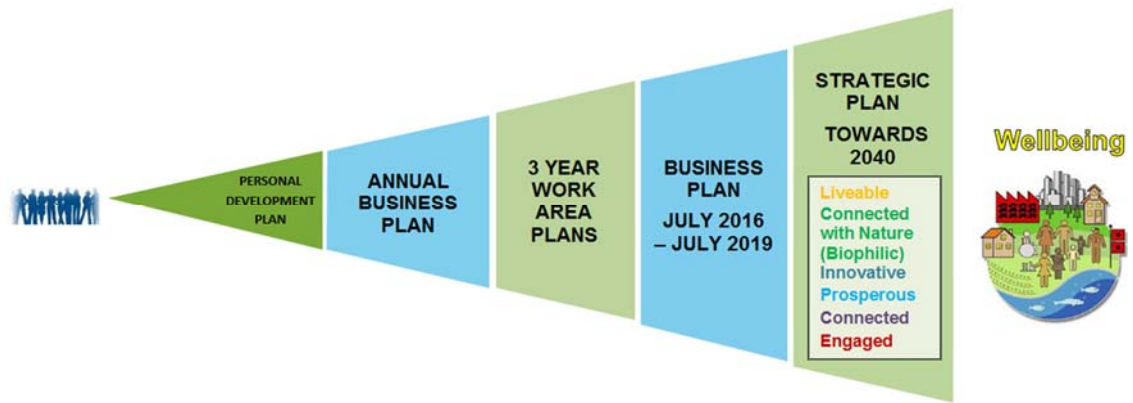 PERSONAL
DEVELOPMENT
PLAN
ANNUAL
BUSINESS
PLAN
3 YEAR
WORK
AREA
PLANS
BUSINESS
PLAN
JULY 2016
– JULY 2019
STRATEGIC
PLAN
TOWARDS
2040
Liveable
Connected
with Nature
(Biophilic)
Innovative
Prosperous
Connected
Engaged
Wellbeing